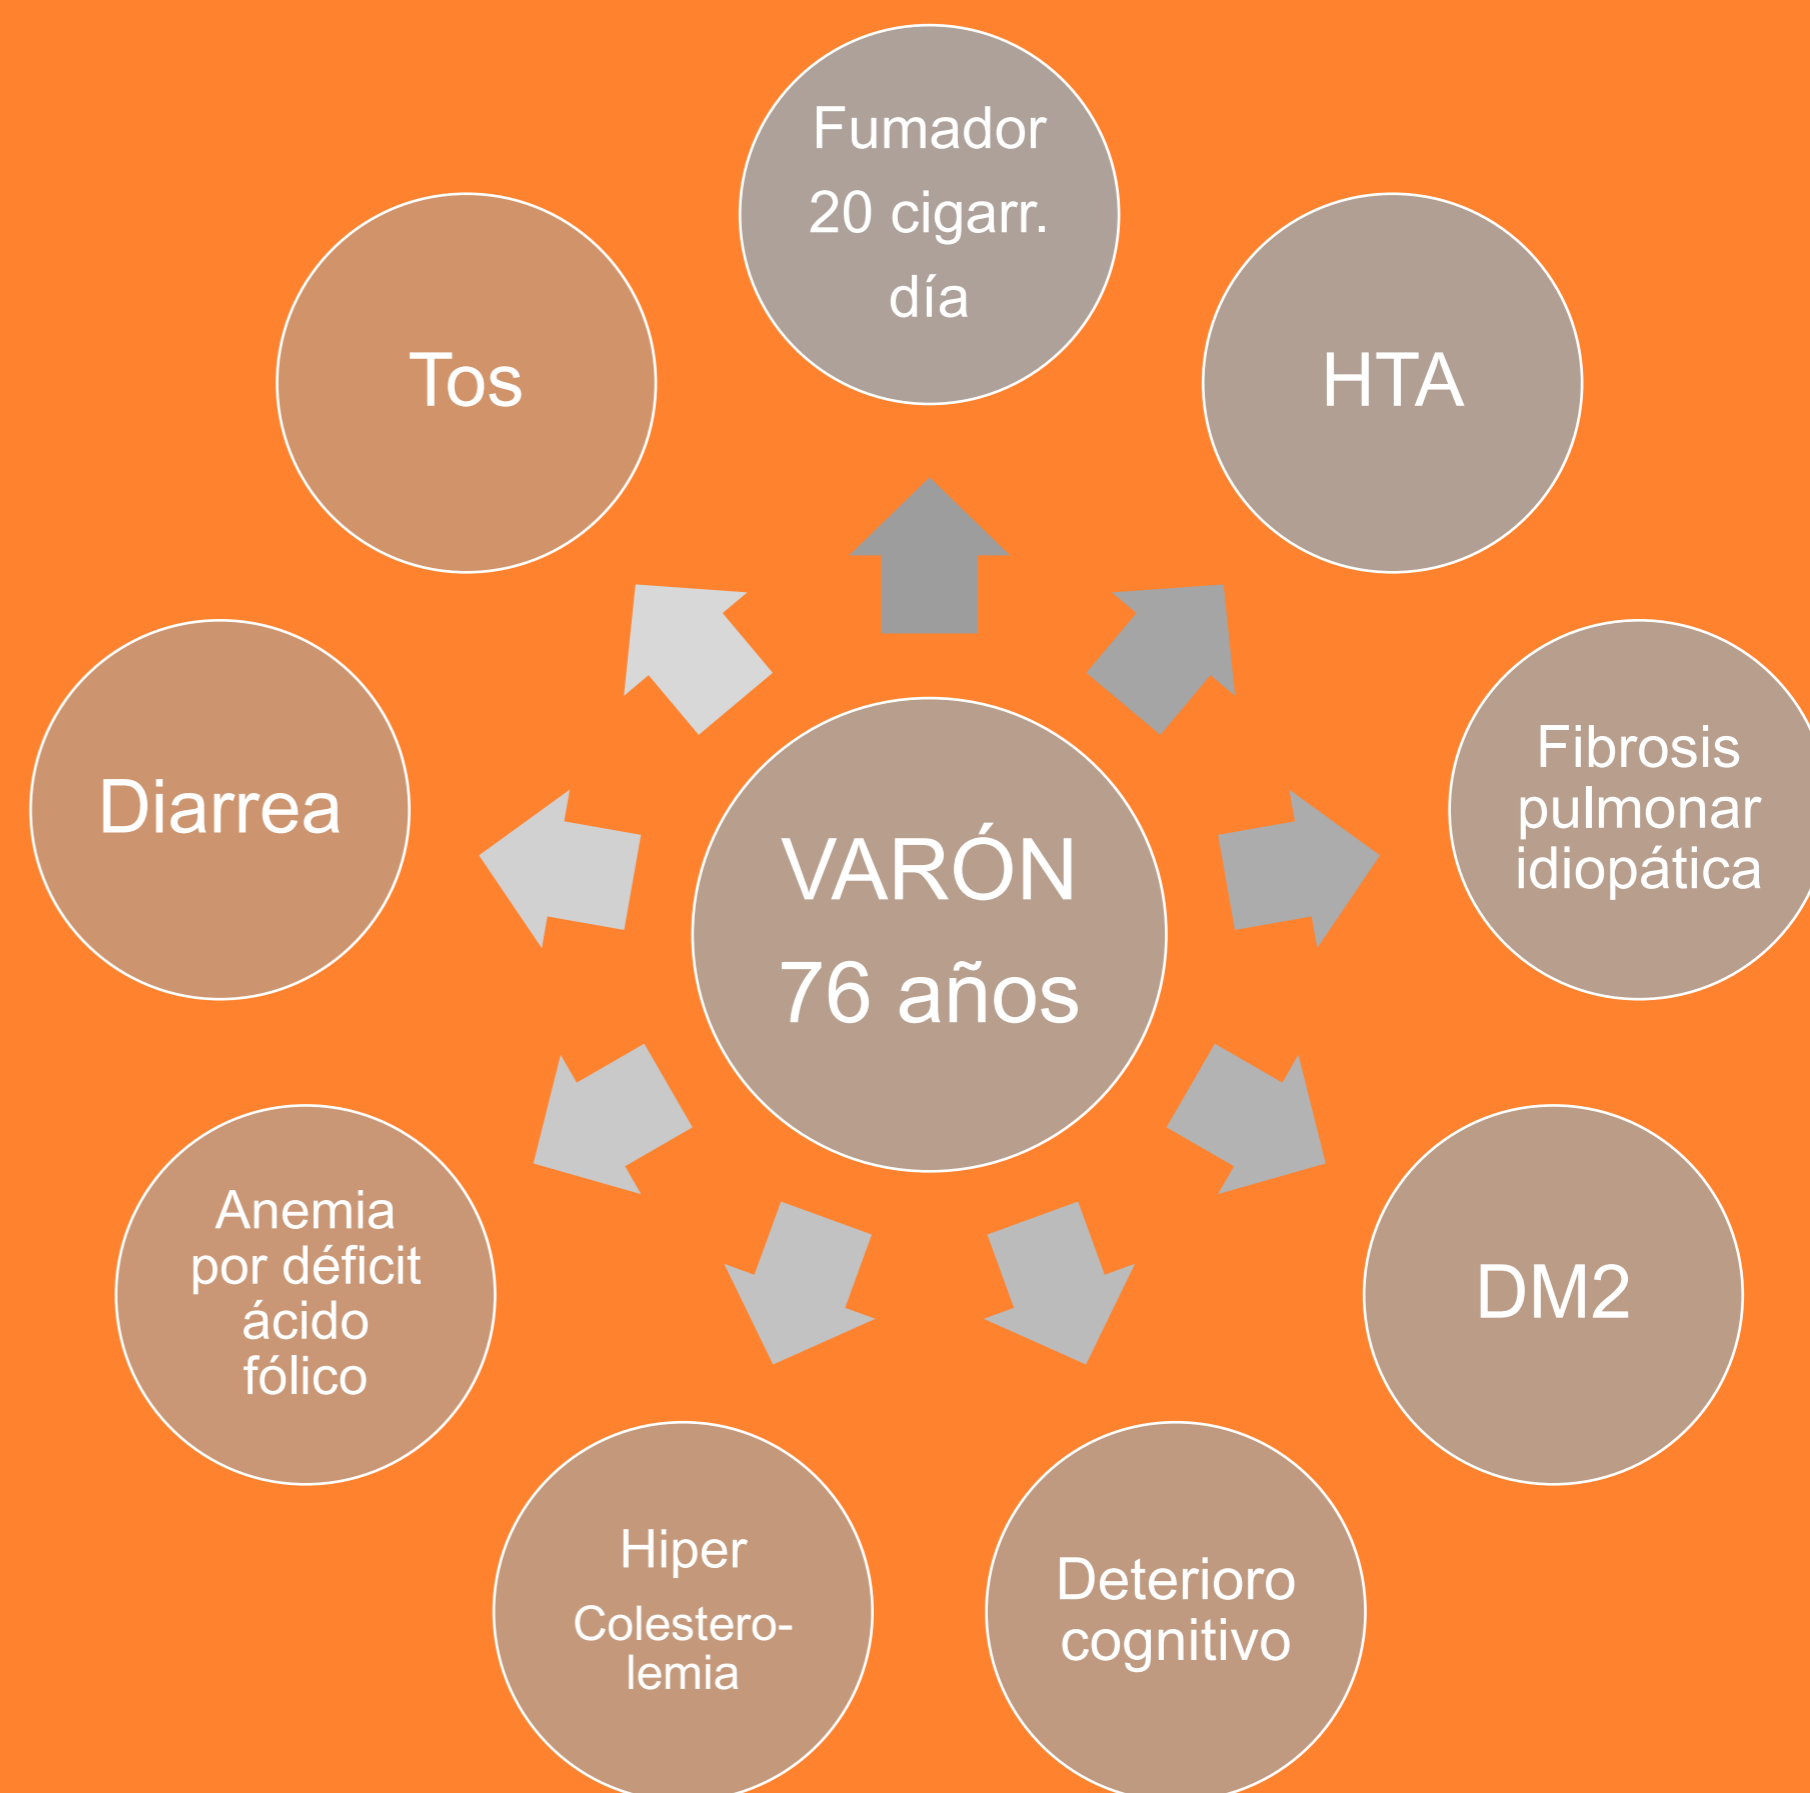 Fumador
20 cigarr.
día
HTA
Fibrosis
pulmonar
idiopática
DM2
Deterioro
cognitivo
Hiper
Colestero-
lemia
Anemia
por déficit
ácido
fólico
Diarrea
Tos
VARÓN
76 años